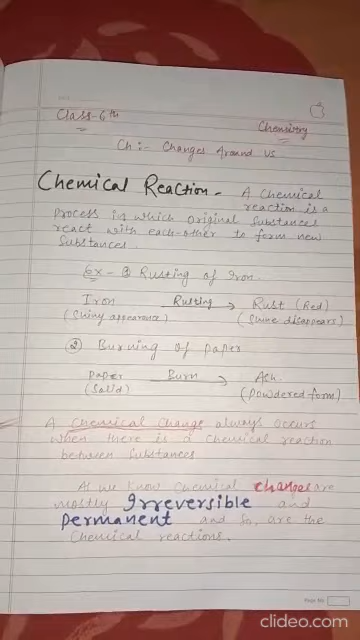 Class-6th
Chemistry
Ch:- Changes Around us
Chemical Reaction - A Chemical
reaction is a
process in which original substances
react with each-other to form new
substances.
Ex - ① Rusting of Iron.
Iron Rusting → Rust (Red)
(Shiny appearance) (Shine disappears)
② Burning of paper
paper Burn → Ash
(Solid) (powdered form)
A chemical change always occurs
when there is a chemical reaction
between substances
As we know chemical changes are
mostly Irreversible and
permanent and so, are the
chemical reactions.
Page No
clideo.com